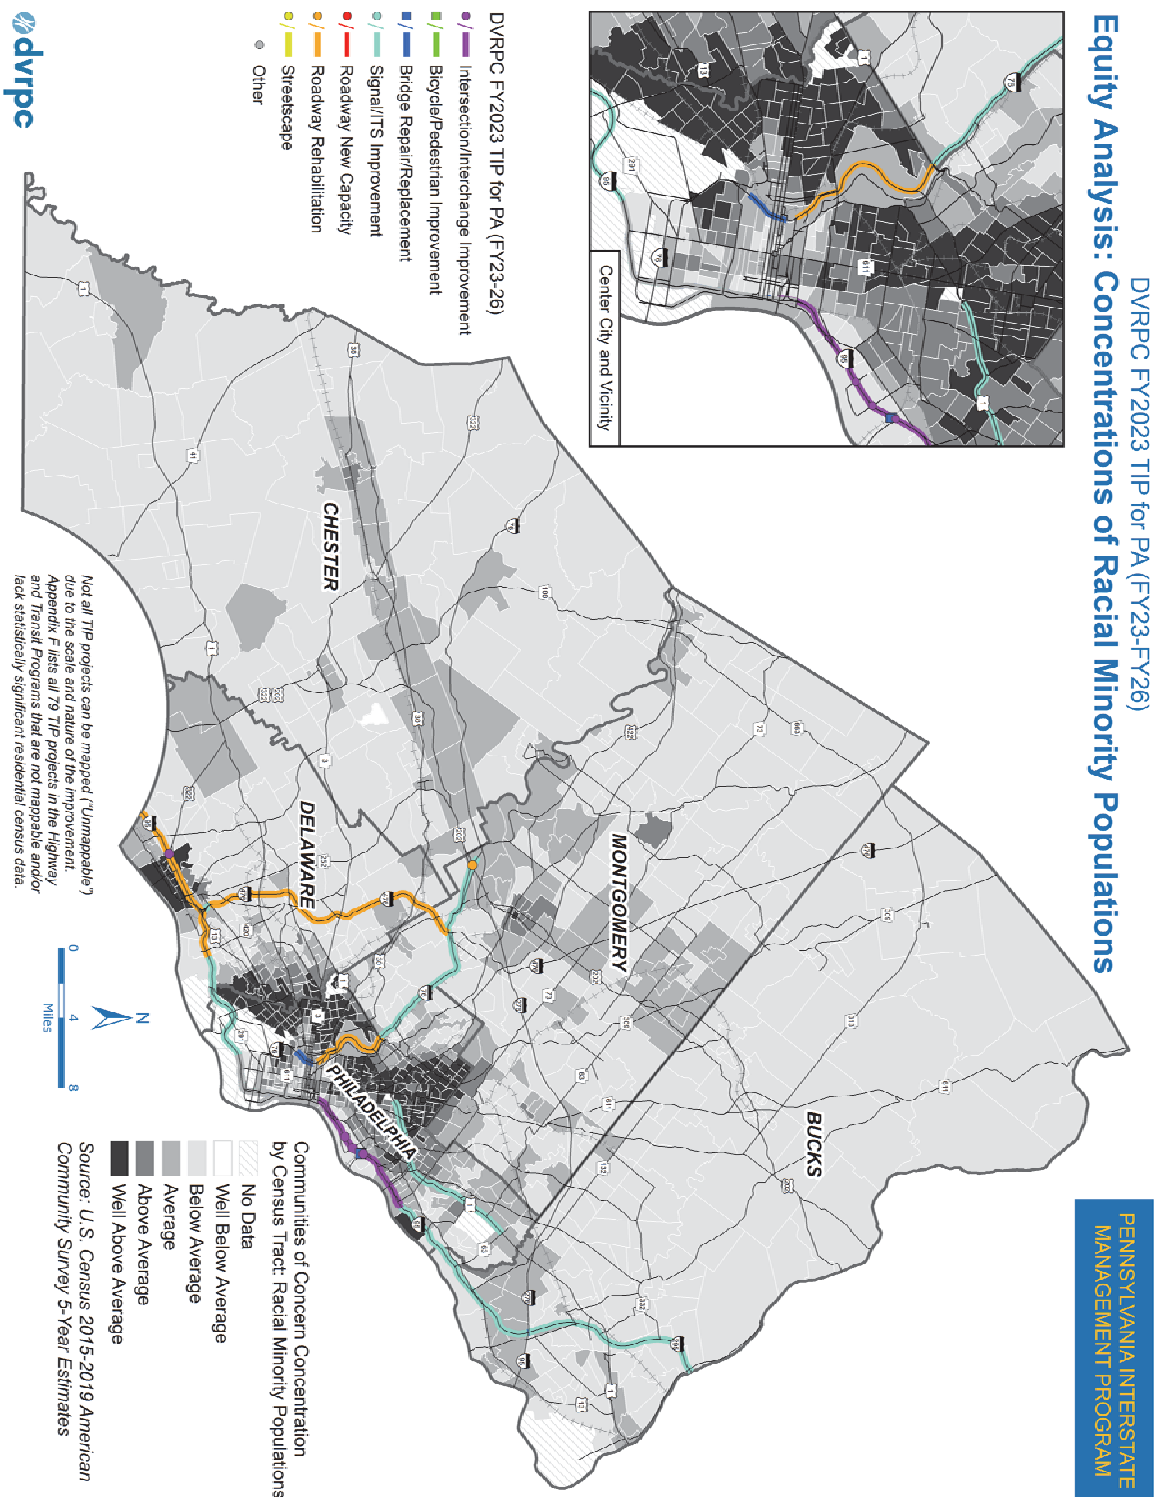 DVRPC FY2023 TIP for PA (FY23-FY26)
Equity Analysis: Concentrations of Racial Minority Populations
PENNSYLVANIA INTERSTATE
MANAGEMENT PROGRAM
Center City and Vicinity
DVRPC FY2023 TIP for PA (FY23-26)
Intersection/Interchange Improvement
Bicycle/Pedestrian Improvement
Bridge Repair/Replacement
Signal/ITS Improvement
Roadway New Capacity
Roadway Rehabilitation
Streetscape
Other
dvrpc
CHESTER
DELAWARE
MONTGOMERY
BUCKS
PHILADELPHIA
Not all TIP projects can be mapped ("Unmappable")
due to the scale and nature of the improvement.
Appendix F lists all 79 TIP projects in the Highway
and Transit Programs that are not mappable and/or
lack statistically significant residential census data.
N
0 4 8
Miles
Communities of Concern Concentration
by Census Tract: Racial Minority Populations
No Data
Well Below Average
Below Average
Average
Above Average
Well Above Average
Source: U.S. Census 2015-2019 American
Community Survey 5-Year Estimates